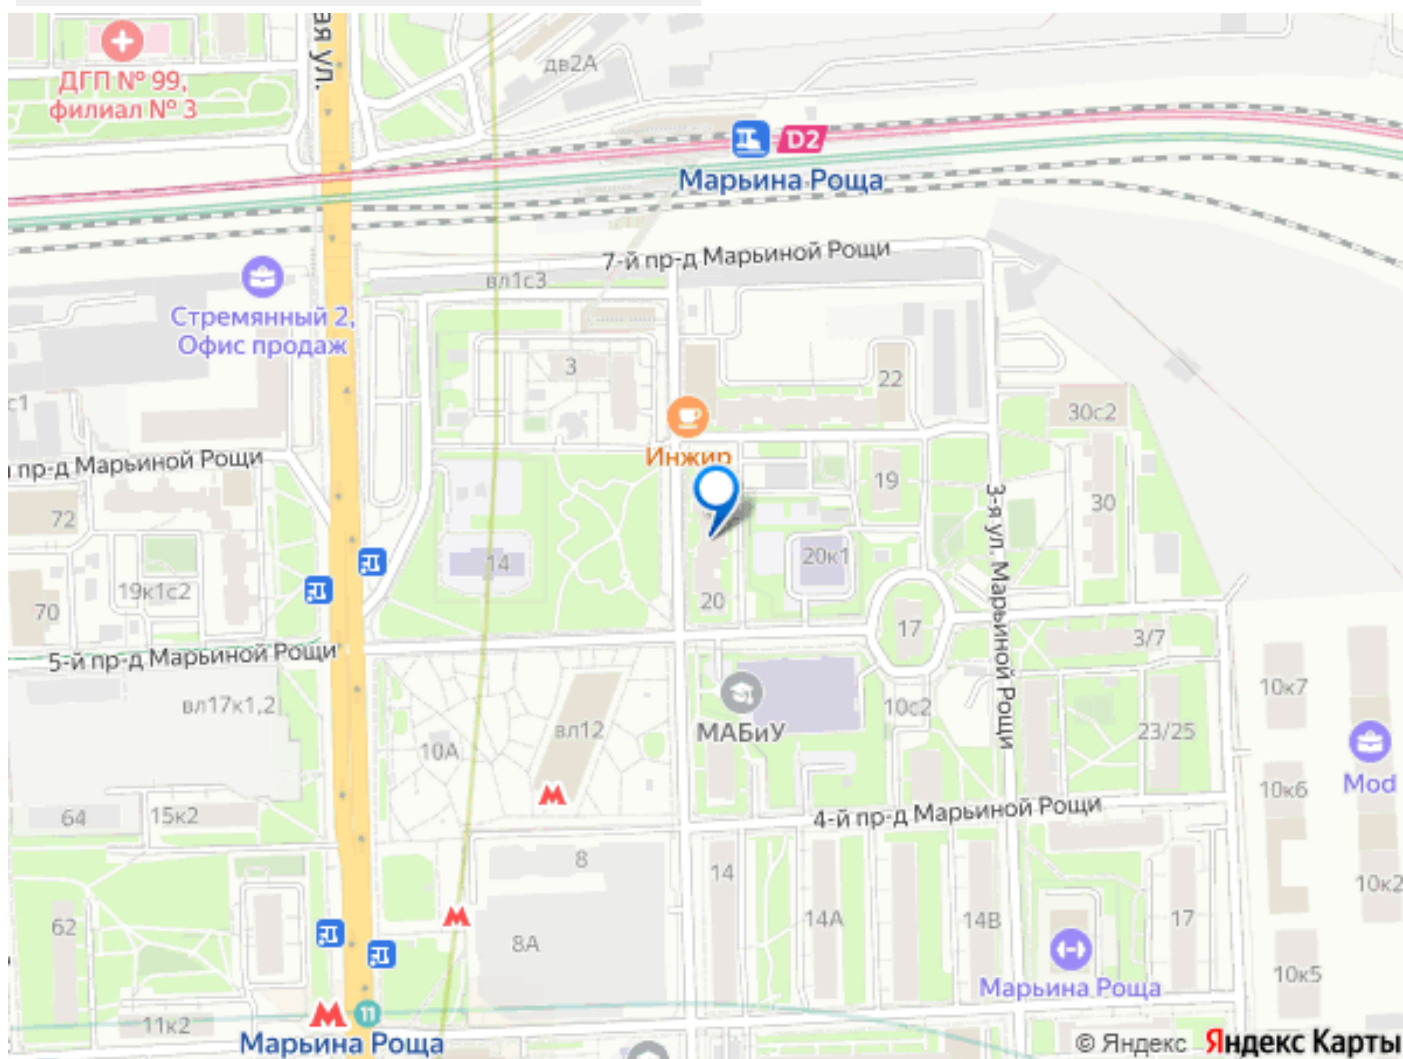 ая ул.
ДГП № 99,
филиал № 3
дв2А
D2
Марьина Роща
7-й пр-д Марьиной Рощи
вл1с3
Стремянный 2,
Офис продаж
3
22
с1
30с2
Инжир
пр-д Марьиной Рощи
19
30
72
3-я ул. Марьиной Рощи
14
20к1
19к1с2
70
20
17
3/7
5-й пр-д Марьиной Рощи
10к7
вл17к1,2
10с2
МАБиУ
вл12
23/25
10А
Mod
10к6
64
15к2
4-й пр-д Марьиной Рощи
8
14
10к2
62
14А
14В
17
8А
10к5
Марьина Роща
11
11к2
Марьина Роща
© Яндекс Яндекс Карты